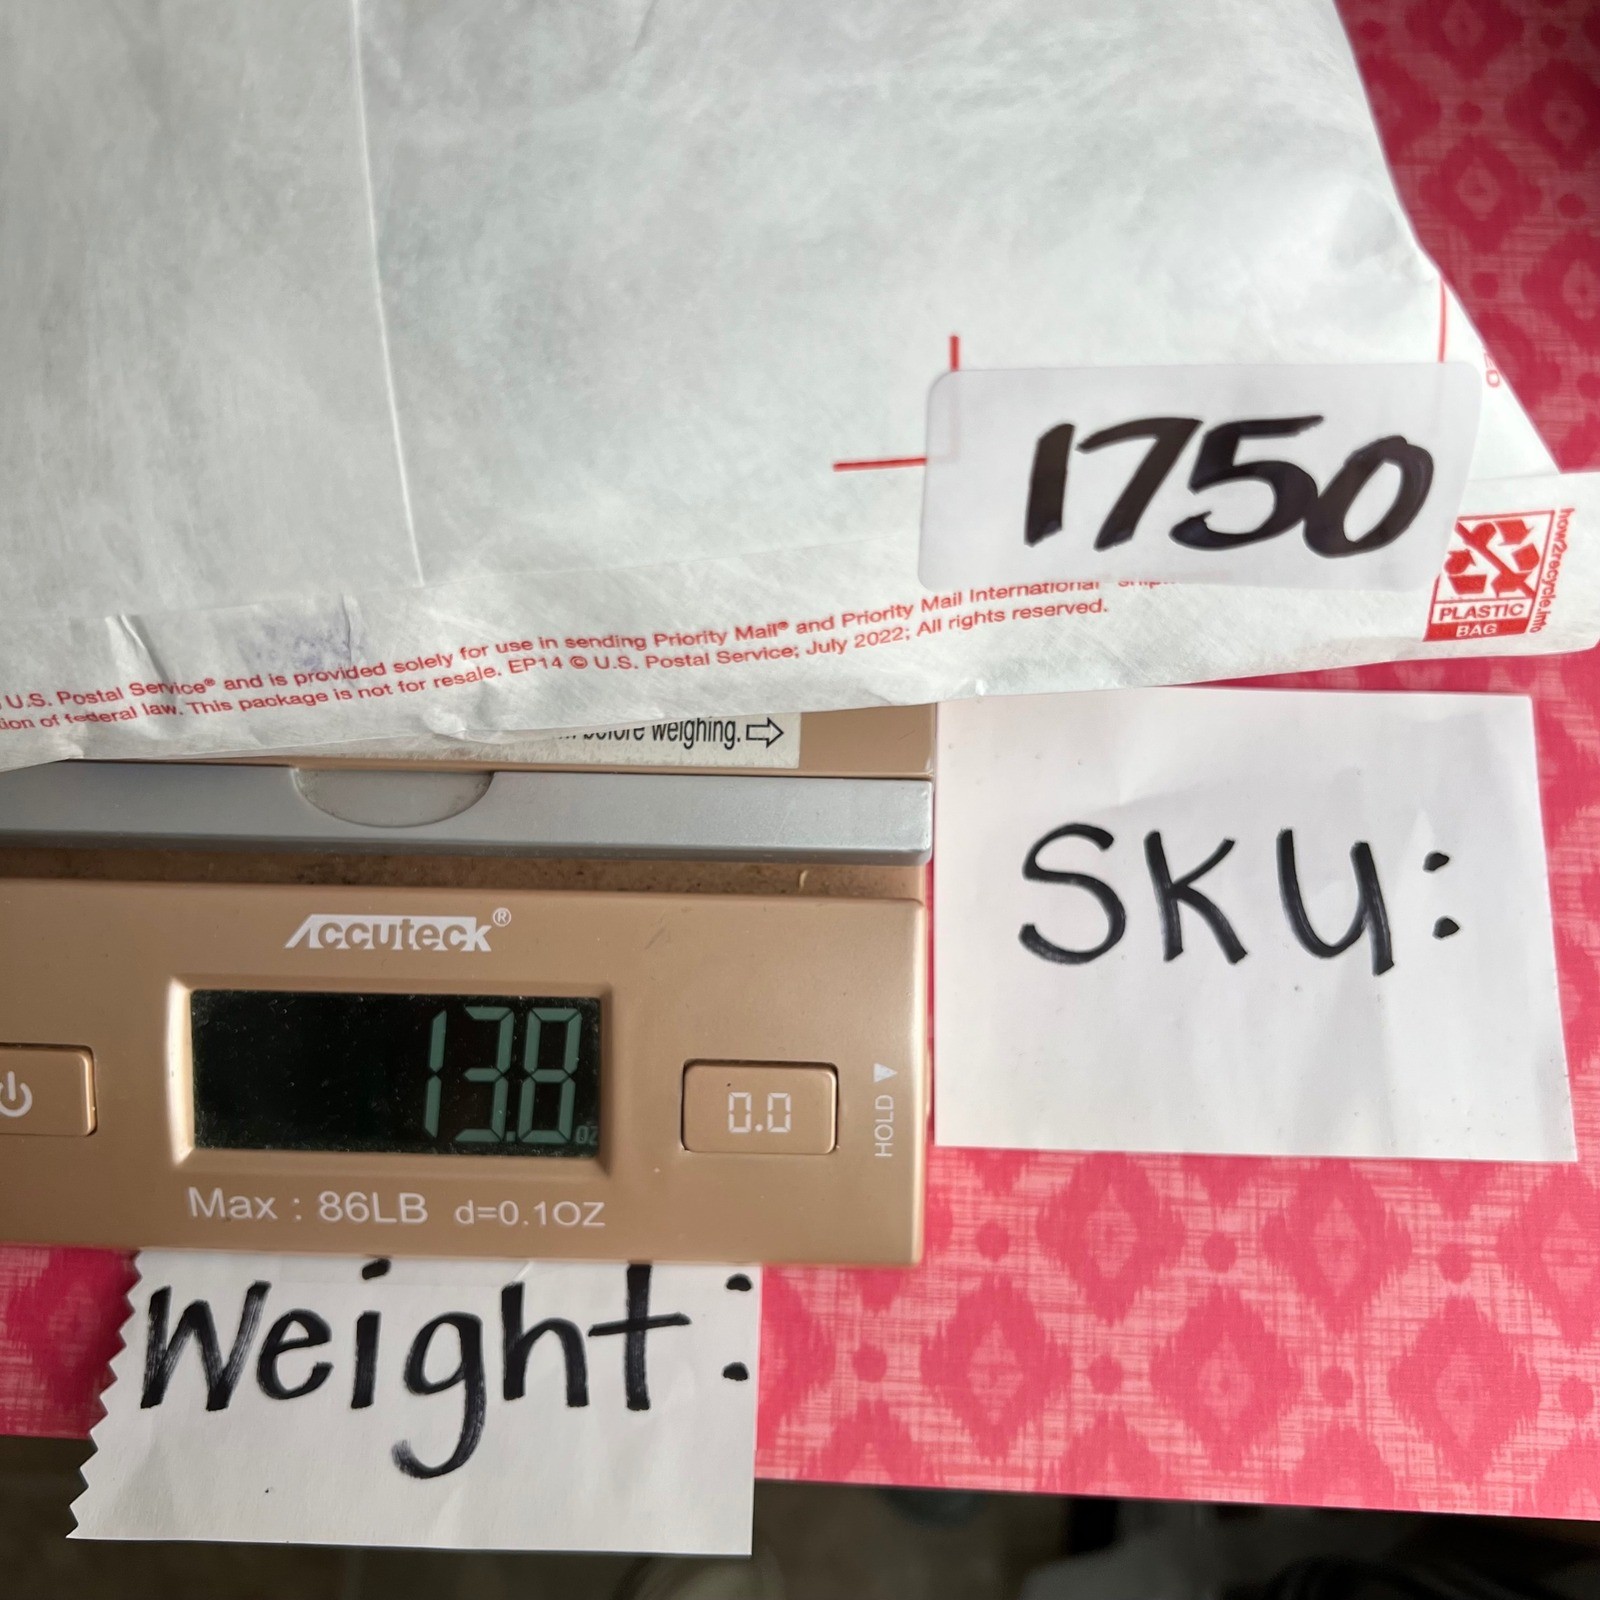 1750
Mail International
U.S. Postal Service® and is provided solely for use in sending Priority Mail® and Priority
of federal law. This package is not for resale. EP14 © U.S. Postal Service; July 2022; All rights reserved.
how2recycle.info
PLASTIC
BAG
before weighing.
SKU:
Accuteck®
13.8 oz
0.0
HOLD
Max : 86LB d=0.1OZ
Weight: